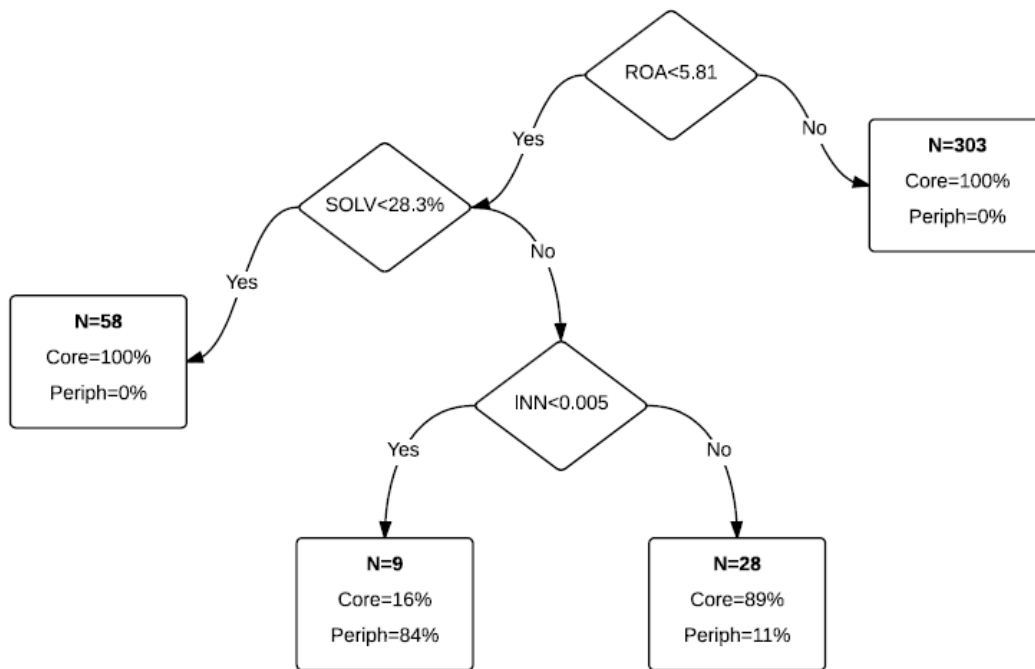 ROA<5.81
Yes
No
N=303
Core=100%
Periph=0%
SOLV<28.3%
Yes
No
N=58
Core=100%
Periph=0%
INN<0.005
Yes
No
N=9
Core=16%
Periph=84%
N=28
Core=89%
Periph=11%